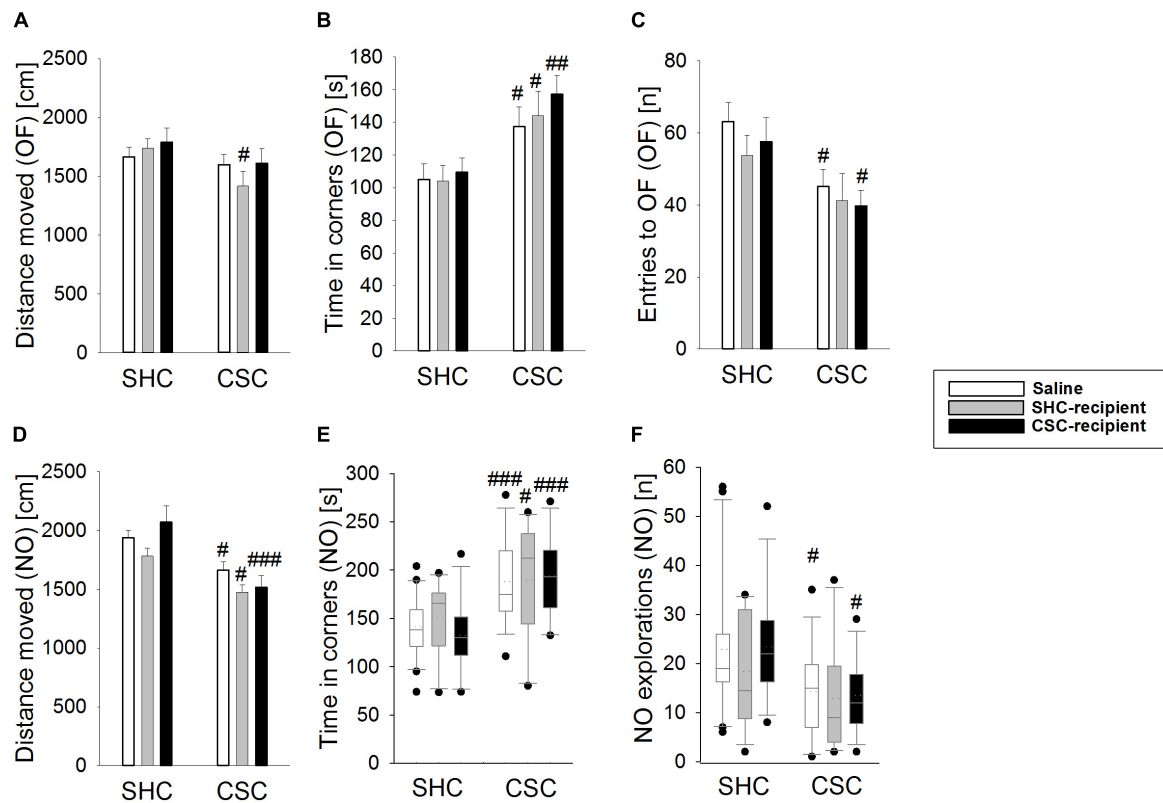 A
B
C
Distance moved (OF) [cm]
2500
2000
1500
1000
500
0
#
SHC
CSC
Time in corners (OF) [s]
180
160
140
120
100
80
60
40
20
0
#
#
##
SHC
CSC
Entries to OF (OF) [n]
80
60
40
20
0
#
#
SHC
CSC
Saline
SHC-recipient
CSC-recipient
D
E
F
Distance moved (NO) [cm]
2500
2000
1500
1000
500
0
#
#
###
SHC
CSC
Time in corners (NO) [s]
300
250
200
150
100
50
0
###
#
###
SHC
CSC
NO explorations (NO) [n]
60
50
40
30
20
10
0
#
#
SHC
CSC